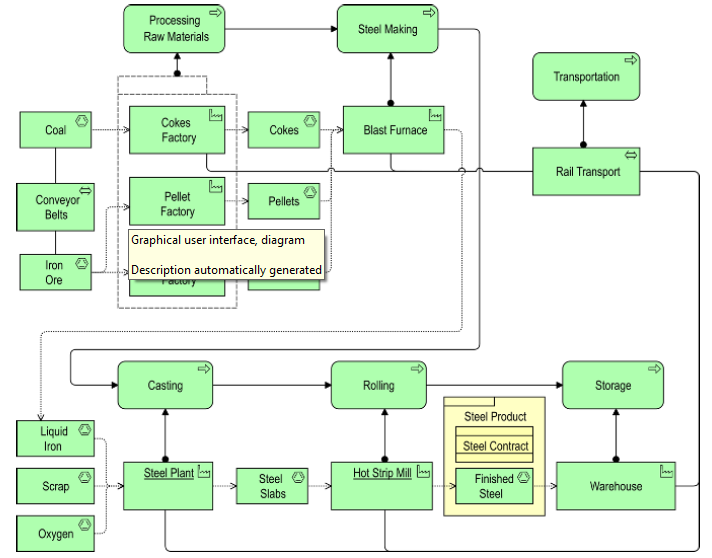 Processing
Raw Materials
Steel Making
Transportation
Coal
Cokes
Factory
Cokes
Blast Furnace
Rail Transport
Conveyor
Belts
Pellet
Factory
Pellets
Graphical user interface, diagram
Description automatically generated
Iron
Ore
Factory
Casting
Rolling
Storage
Steel Product
Steel Contract
Liquid
Iron
Steel Plant
Steel
Slabs
Hot Strip Mill
Finished
Steel
Warehouse
Scrap
Oxygen